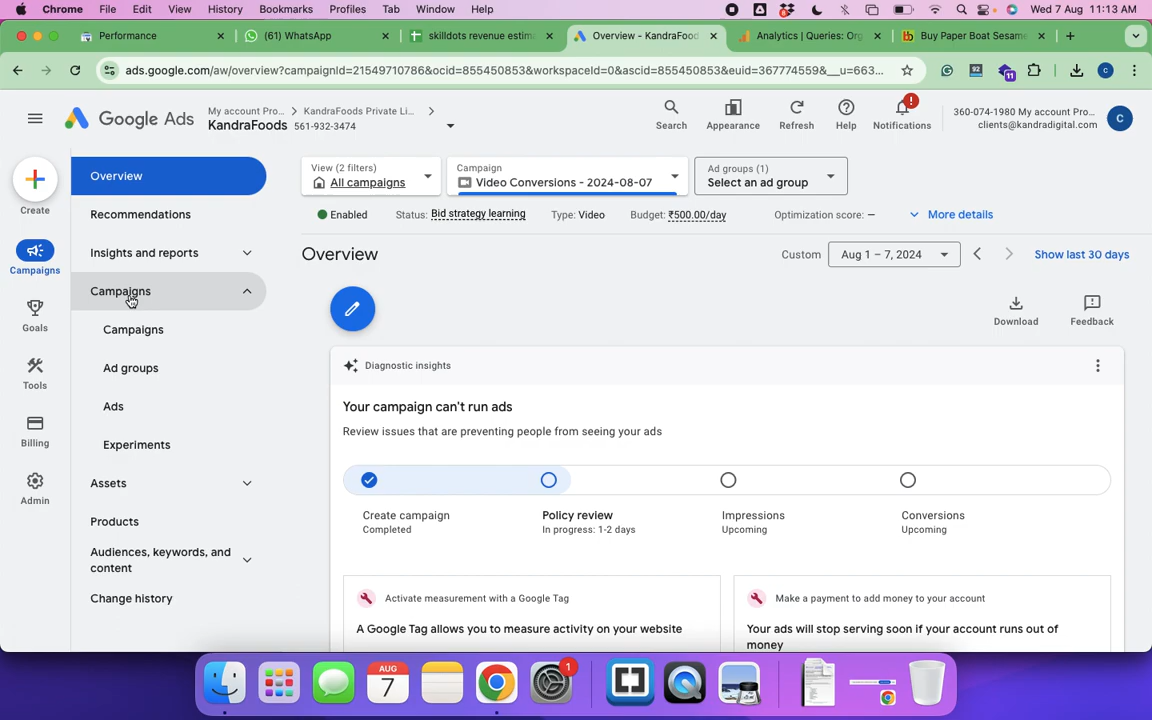 Chrome File Edit View History Bookmarks Profiles Tab Window Help Wed 7 Aug 11:13 AM
Performance (61) WhatsApp skilldots revenue estim Overview - KandraFood Analytics | Queries: Org Buy Paper Boat Sesame
ads.google.com/aw/overview?campaignId=21549710786&ocid=855450853&workspaceId=0&ascid=855450853&euid=367774559&__u=663...
92
11
C
Google Ads
My account Pro... KandraFoods Private Li...
KandraFoods 561-932-3474
Search Appearance Refresh Help Notifications
!
360-074-1980 My account Pro...
clients@kandradigital.com
C
Create
Campaigns
Goals
Tools
Billing
Admin
Overview
Recommendations
Insights and reports
Campaigns
Campaigns
Ad groups
Ads
Experiments
Assets
Products
Audiences, keywords, and
content
Change history
View (2 filters)
All campaigns
Campaign
Video Conversions - 2024-08-07
Ad groups (1)
Select an ad group
Enabled Status: Bid strategy learning Type: Video Budget: ₹500.00/day Optimization score: — More details
Overview
Custom Aug 1 – 7, 2024 Show last 30 days
Download Feedback
Diagnostic insights
Your campaign can't run ads
Review issues that are preventing people from seeing your ads
Create campaign
Completed
Policy review
In progress: 1-2 days
Impressions
Upcoming
Conversions
Upcoming
Activate measurement with a Google Tag
A Google Tag allows you to measure activity on your website
Make a payment to add money to your account
Your ads will stop serving soon if your account runs out of
money
AUG
7
1